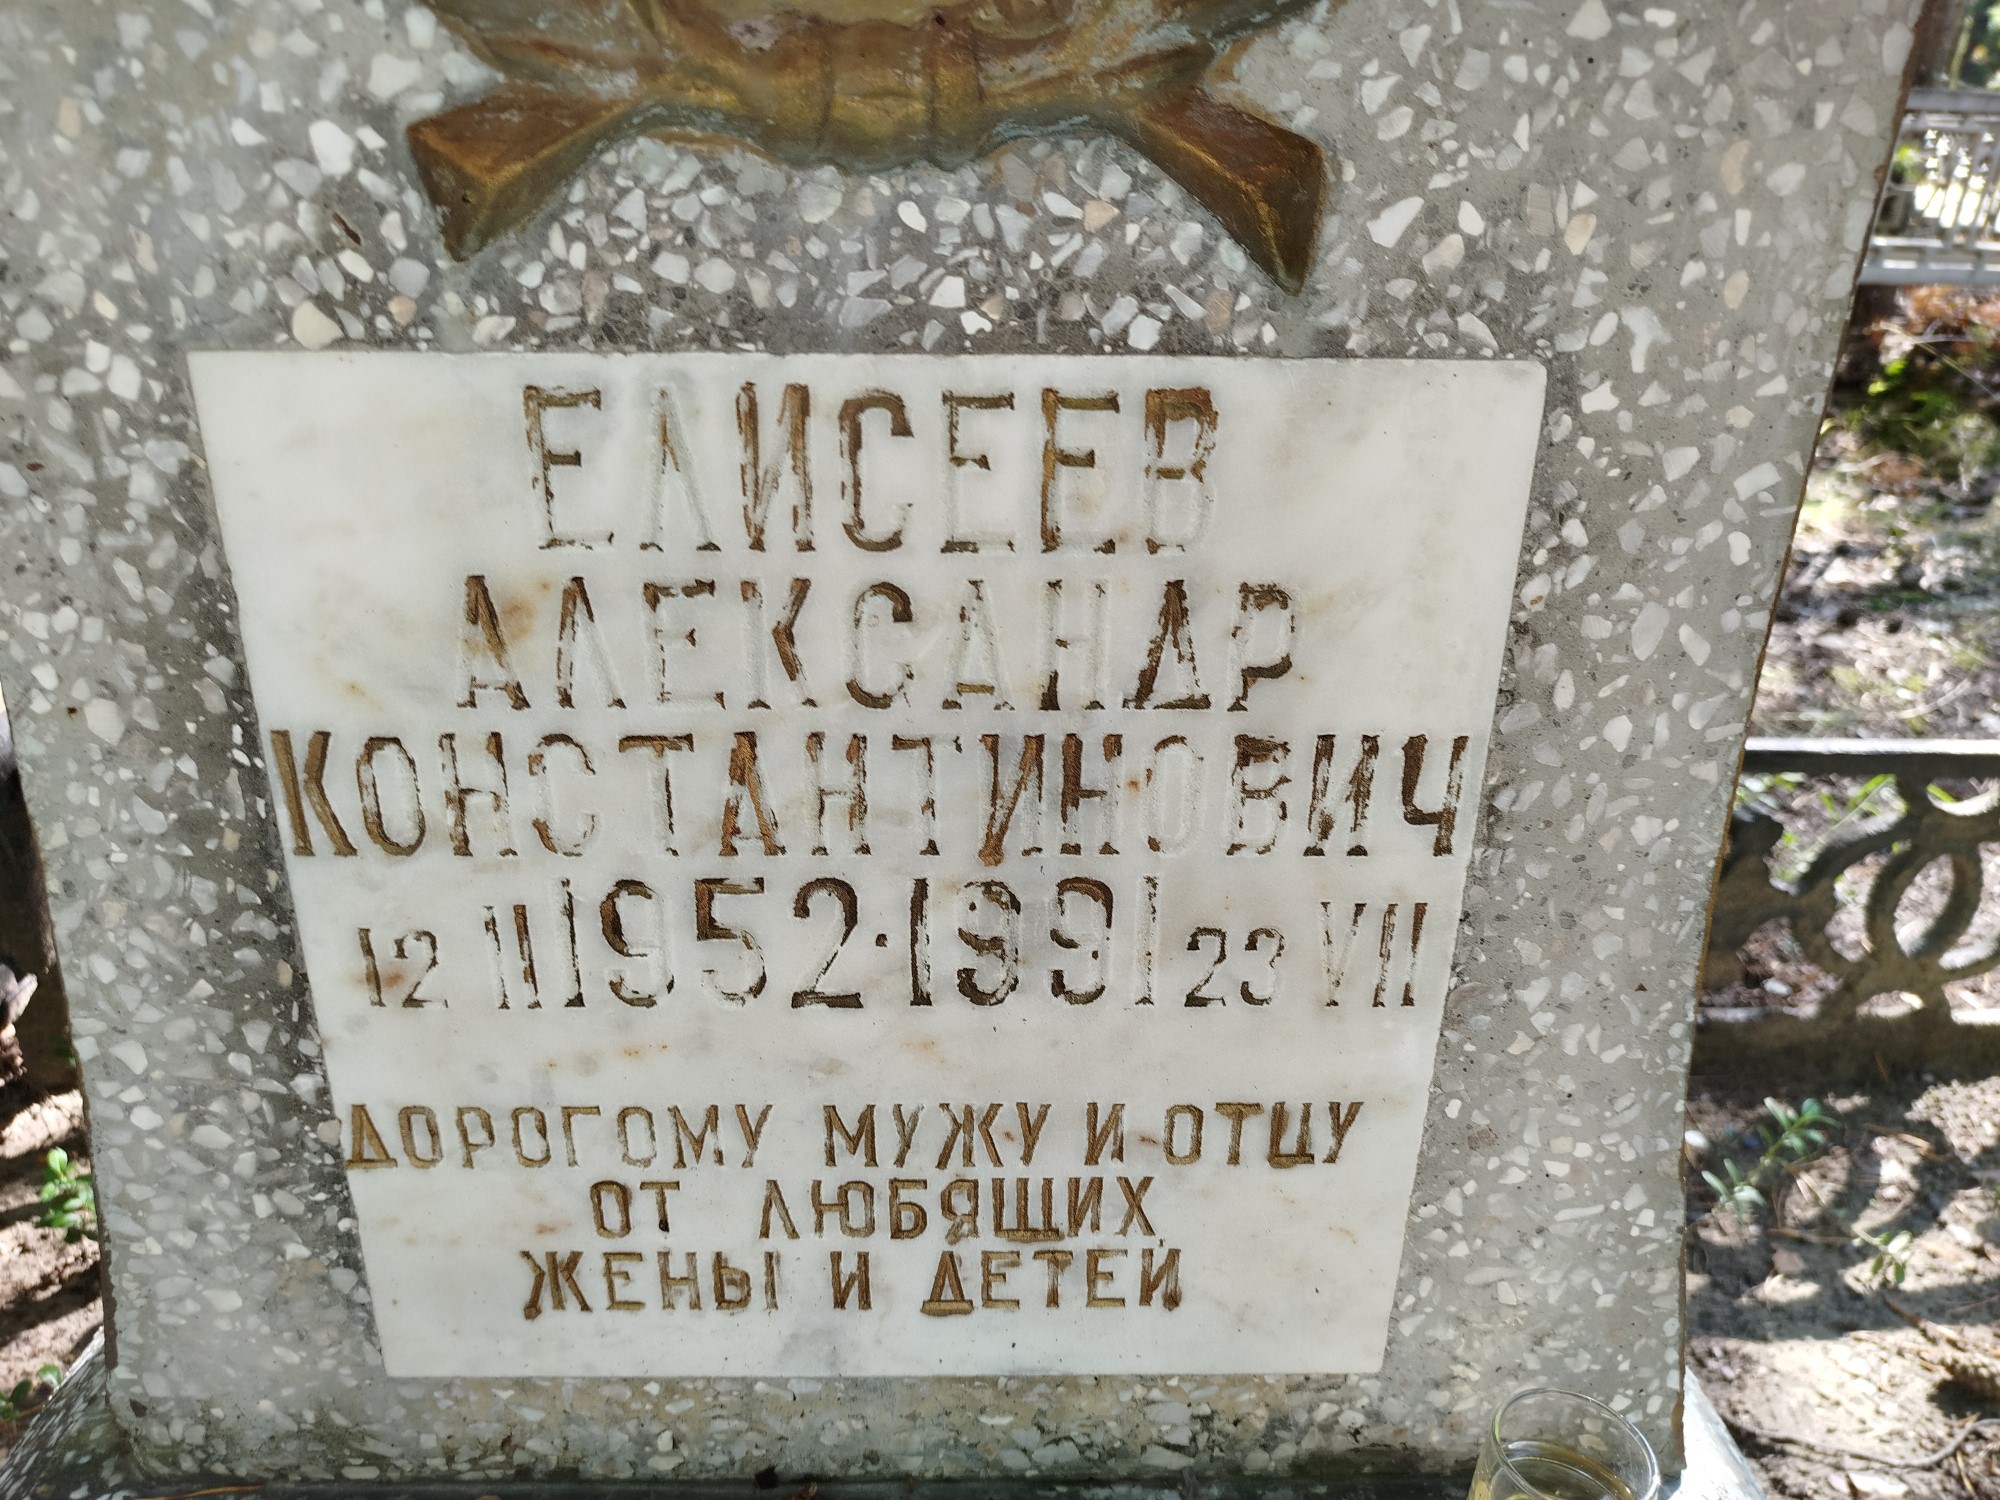 ЕЛИСЕЕВ
АЛЕКСАНДР
КОНСТАНТИНОВИЧ
12 II 1952·1991 23 VII
ДОРОГОМУ МУЖУ И ОТЦУ
ОТ ЛЮБЯЩИХ
ЖЕНЫ И ДЕТЕЙ